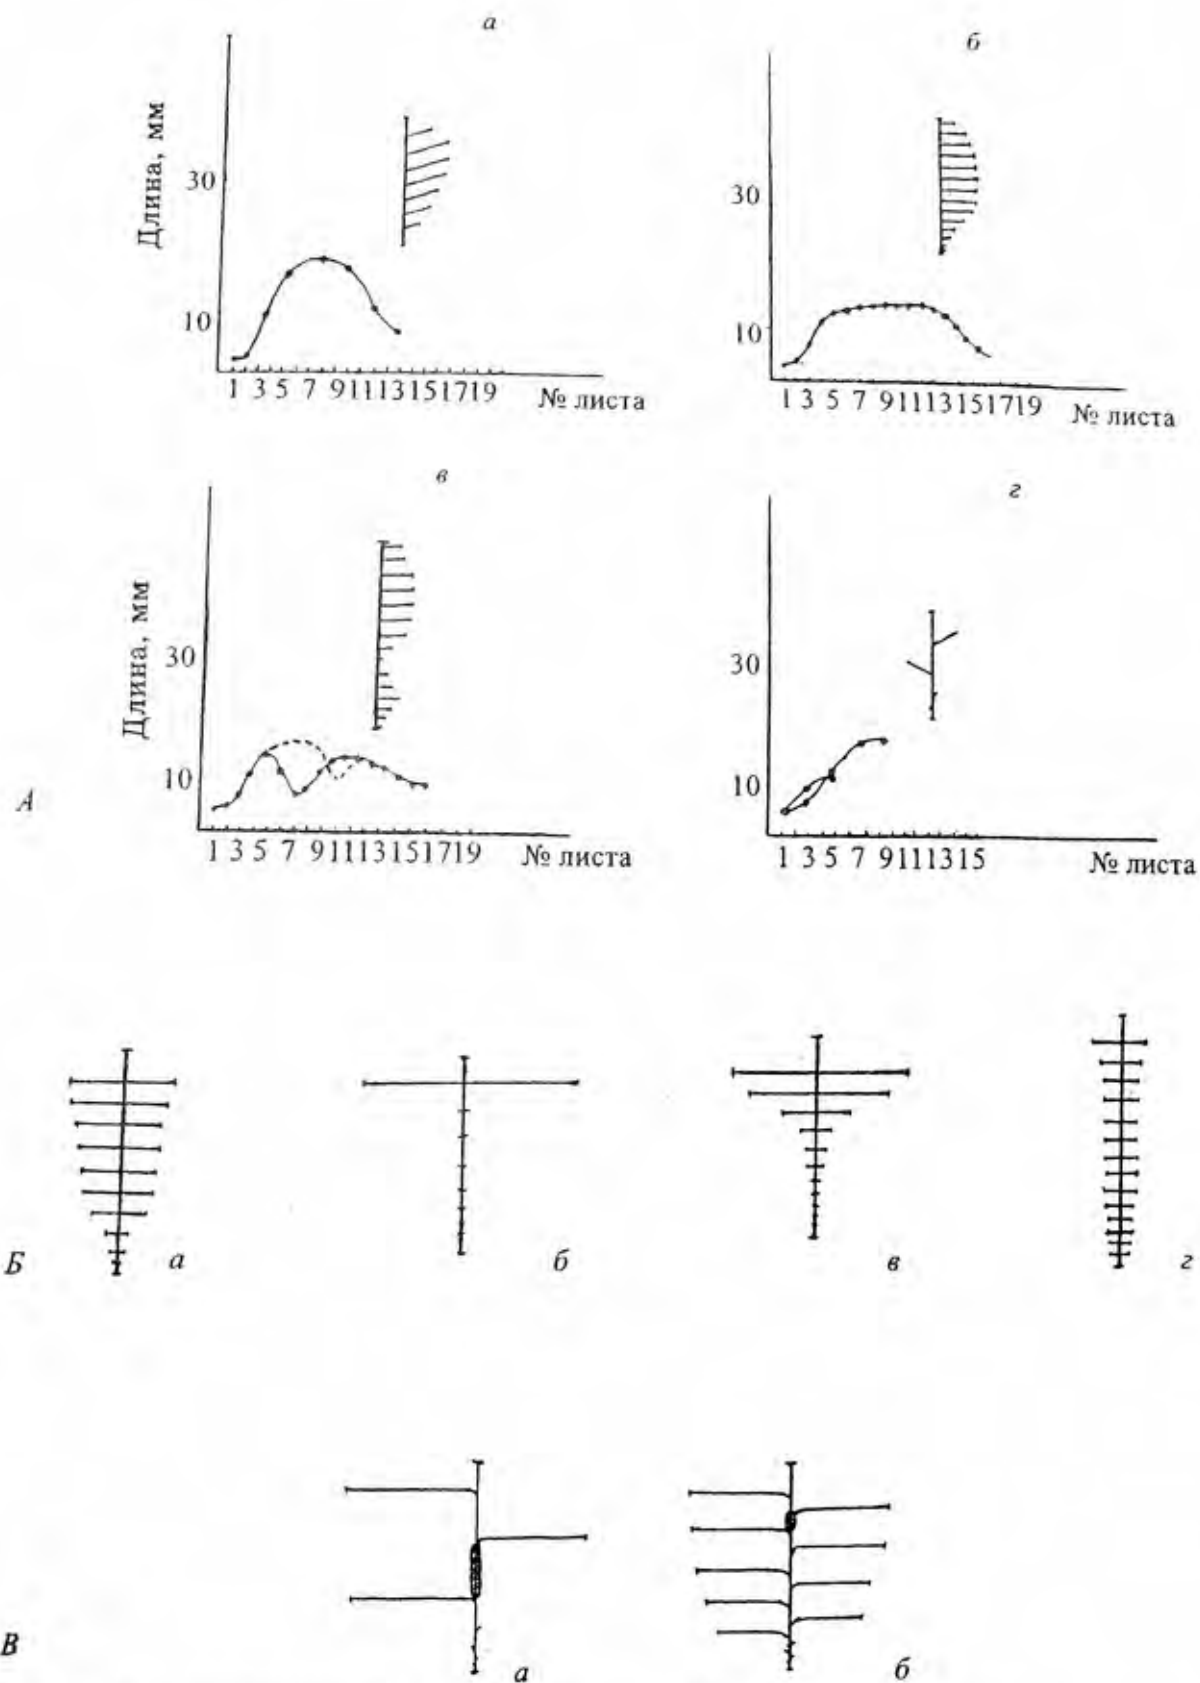 а
Длина, мм
30
10
1 3 5 7 9 11 13 15 17 19 № листа
б
30
10
1 3 5 7 9 11 13 15 17 19 № листа
в
Длина, мм
30
10
1 3 5 7 9 11 13 15 17 19 № листа
г
30
10
1 3 5 7 9 11 13 15 № листа
А
Б а б в г
В а б